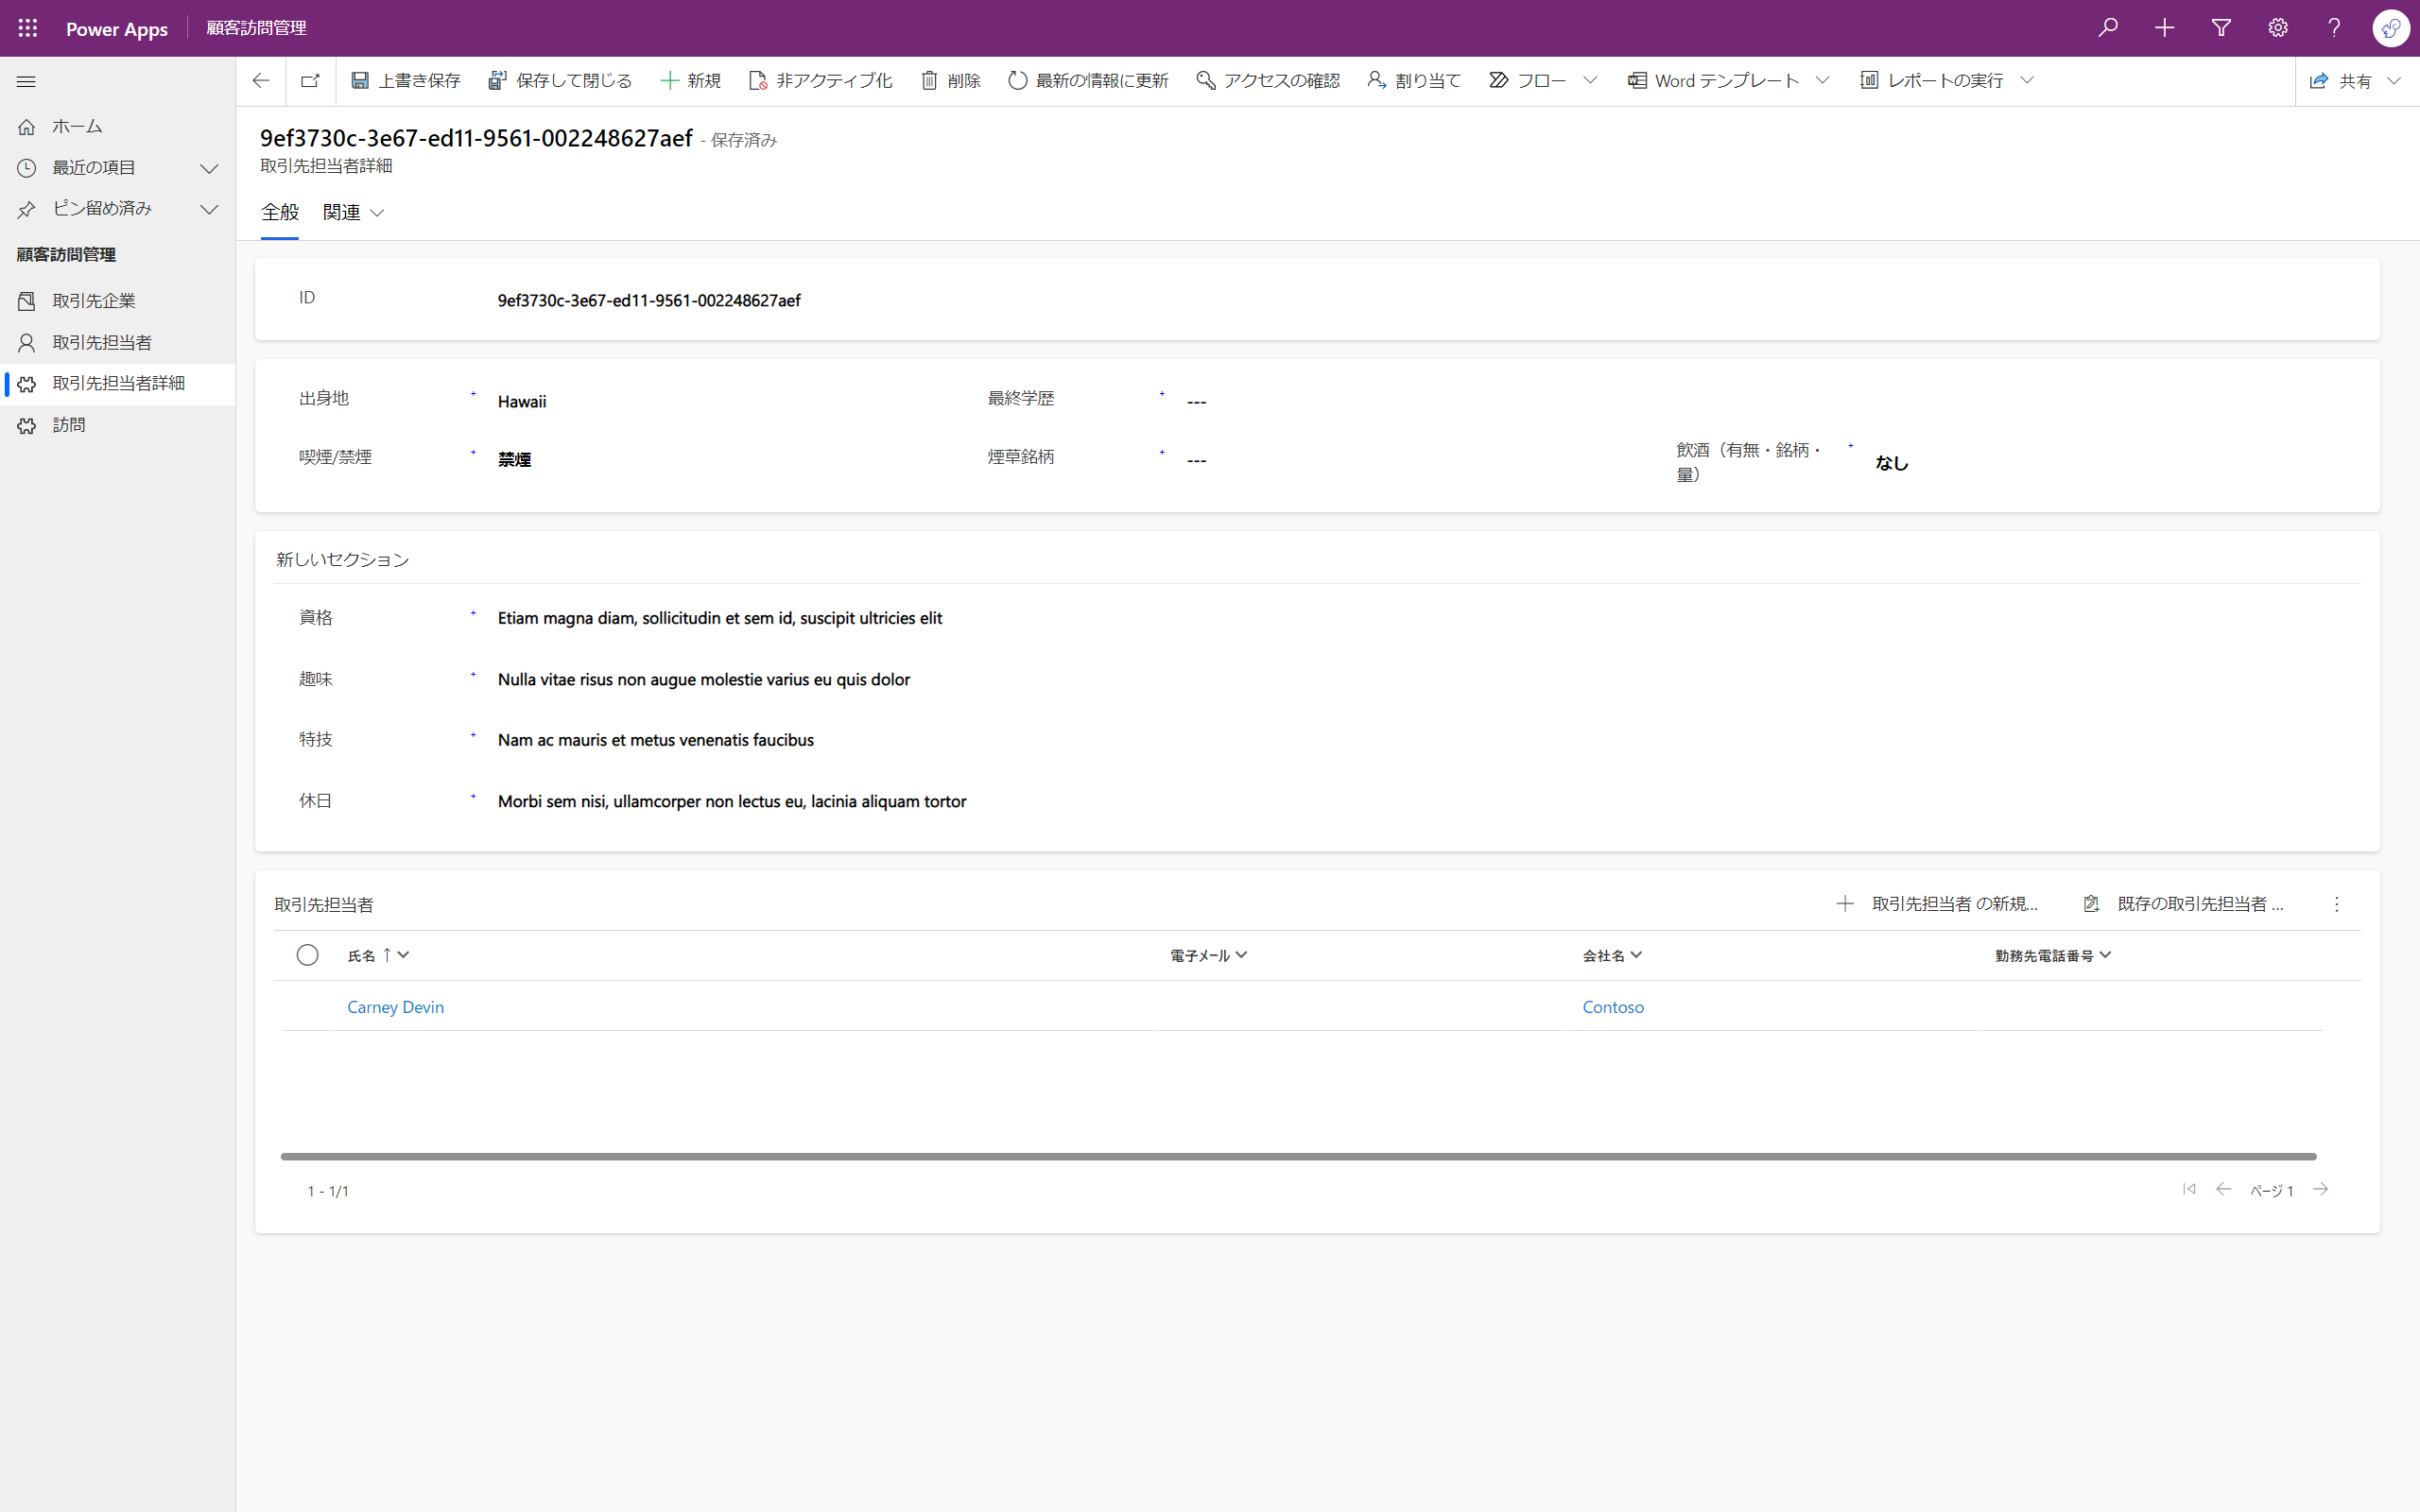 Power Apps 顧客訪問管理
上書き保存 保存して閉じる 新規 非アクティブ化 削除 最新の情報に更新 アクセスの確認 割り当て フロー Word テンプレート レポートの実行 共有
ホーム
最近の項目
ピン留め済み
顧客訪問管理
取引先企業
取引先担当者
取引先担当者詳細
訪問
9ef3730c-3e67-ed11-9561-002248627aef - 保存済み
取引先担当者詳細
全般 関連
ID 9ef3730c-3e67-ed11-9561-002248627aef
出身地 + Hawaii 最終学歴 + ---
喫煙/禁煙 + 禁煙 煙草銘柄 + --- 飲酒（有無・銘柄・ + なし
量）
新しいセクション
資格 + Etiam magna diam, sollicitudin et sem id, suscipit ultricies elit
趣味 + Nulla vitae risus non augue molestie varius eu quis dolor
特技 + Nam ac mauris et metus venenatis faucibus
休日 + Morbi sem nisi, ullamcorper non lectus eu, lacinia aliquam tortor
取引先担当者 取引先担当者 の新規... 既存の取引先担当者 ...
氏名 ↑ 電子メール 会社名 勤務先電話番号
Carney Devin Contoso
1 - 1/1 ページ 1